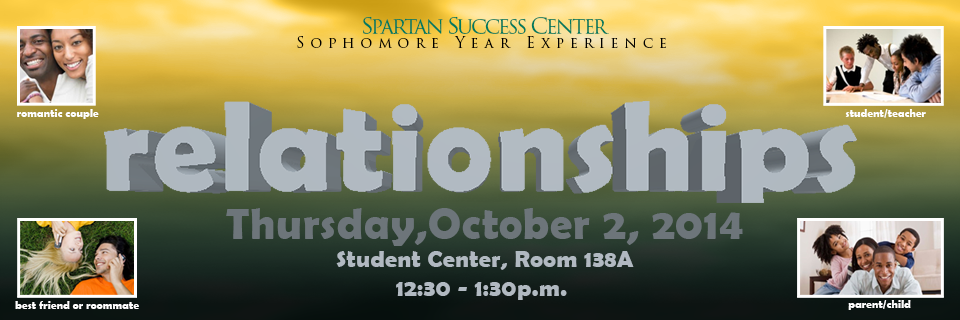 Spartan Success Center
Sophomore Year Experience
romantic couple
student/teacher
relationships
Thursday,October 2, 2014
Student Center, Room 138A
12:30 - 1:30p.m.
best friend or roommate
parent/child